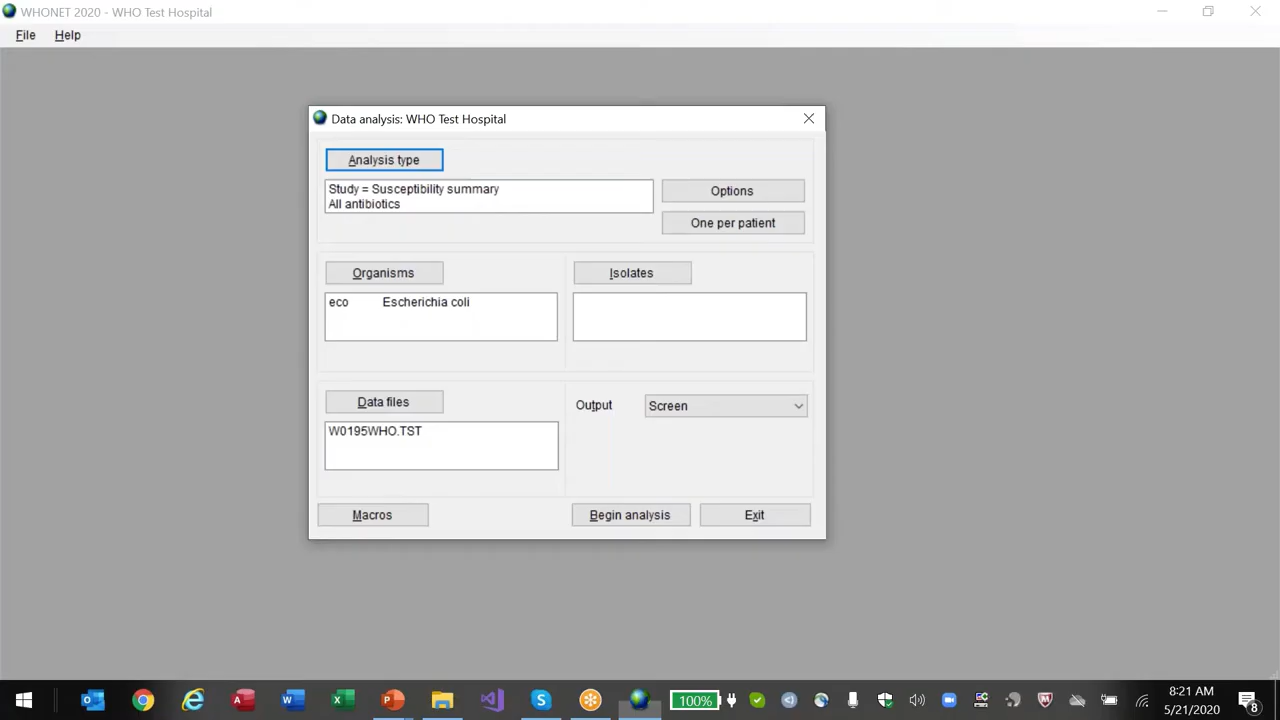 WHONET 2020 - WHO Test Hospital
File Help
Data analysis: WHO Test Hospital
Analysis type
Study = Susceptibility summary
All antibiotics
Options
One per patient
Organisms
Isolates
eco Escherichia coli
Data files
Output
Screen
W0195WHO.TST
Macros
Begin analysis
Exit
100%
8:21 AM
5/21/2020
8